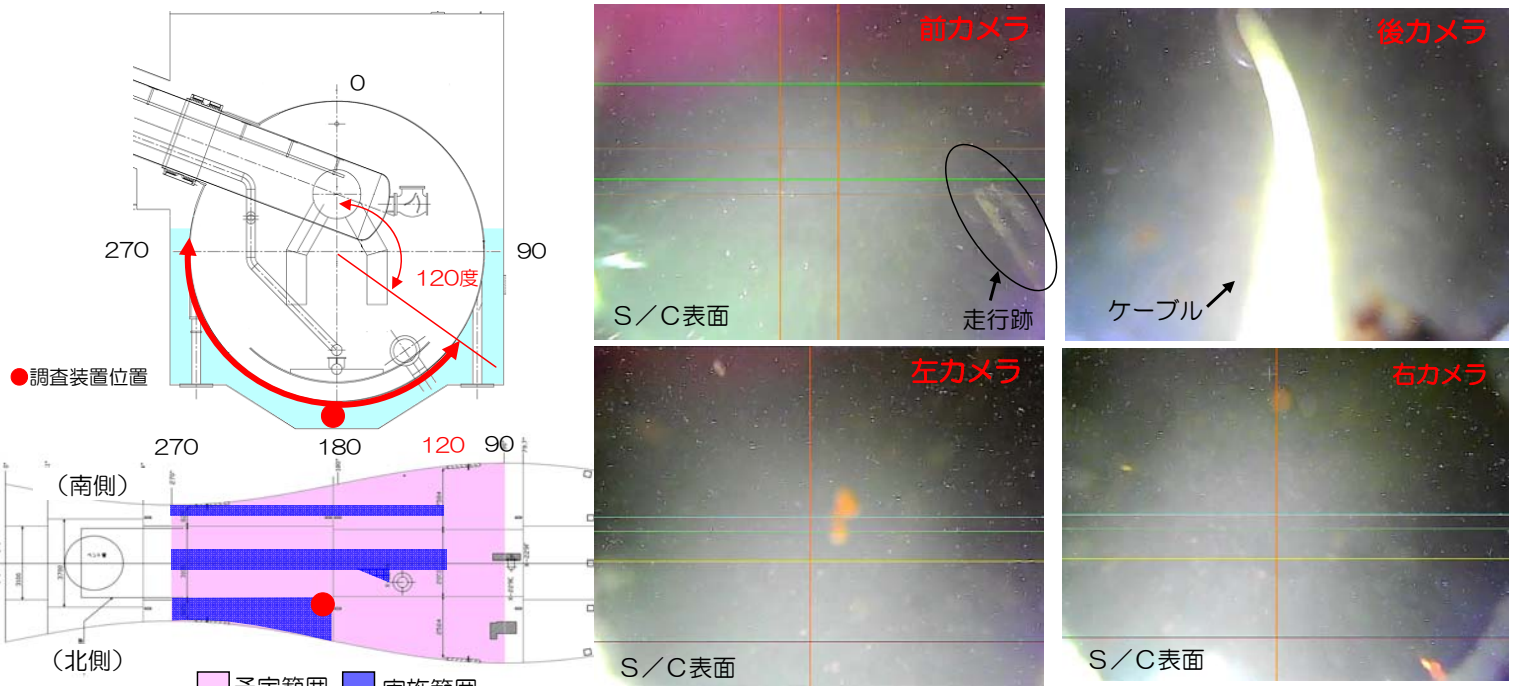 0
270
90
120度
●調査装置位置
270
180
120
90
(南側)
(北側)
予定範囲
実施範囲
前カメラ
S/C表面
走行跡
後カメラ
ケーブル
左カメラ
S/C表面
右カメラ
S/C表面